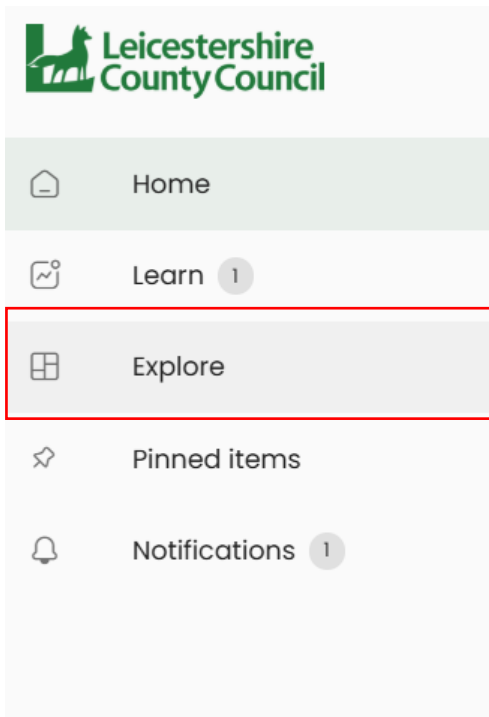 Leicestershire
County Council
Home
Learn 1
Explore
Pinned items
Notifications 1